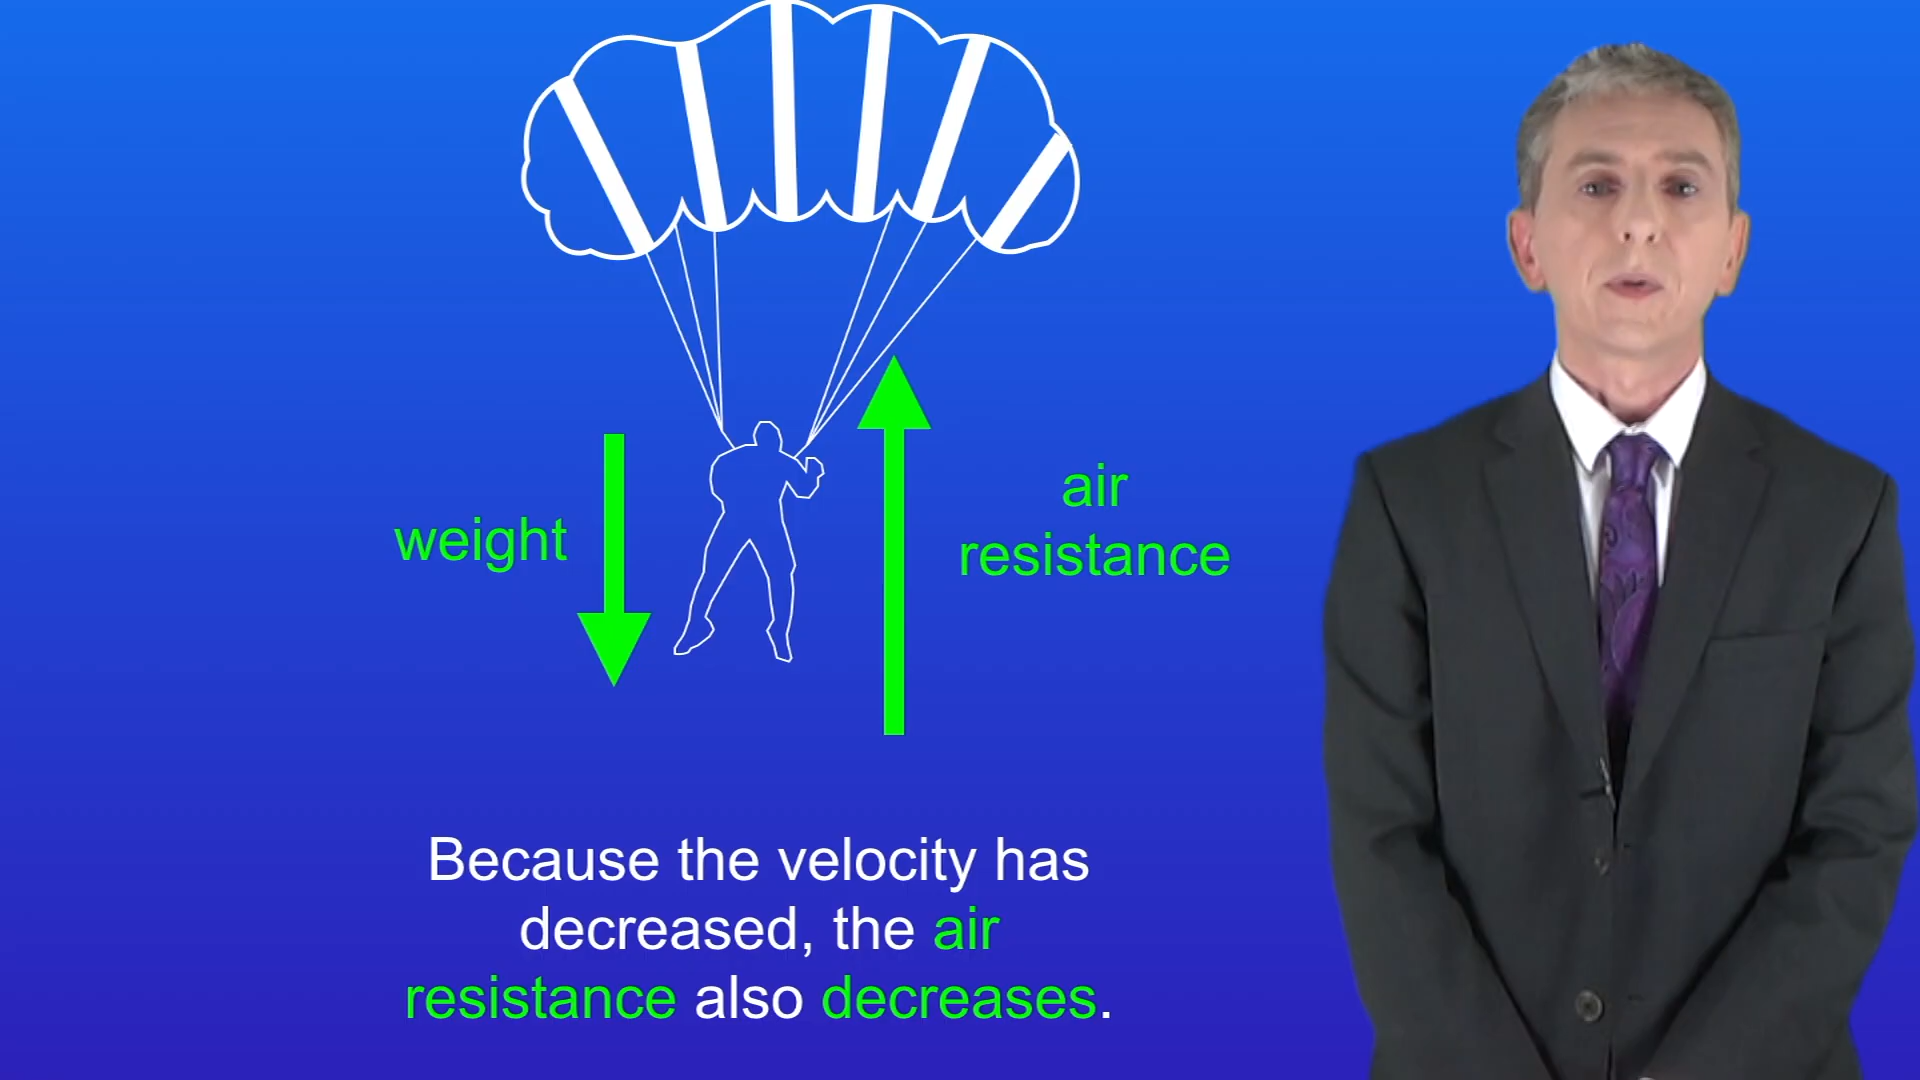 weight
air
resistance
Because the velocity has
decreased, the air
resistance also decreases.